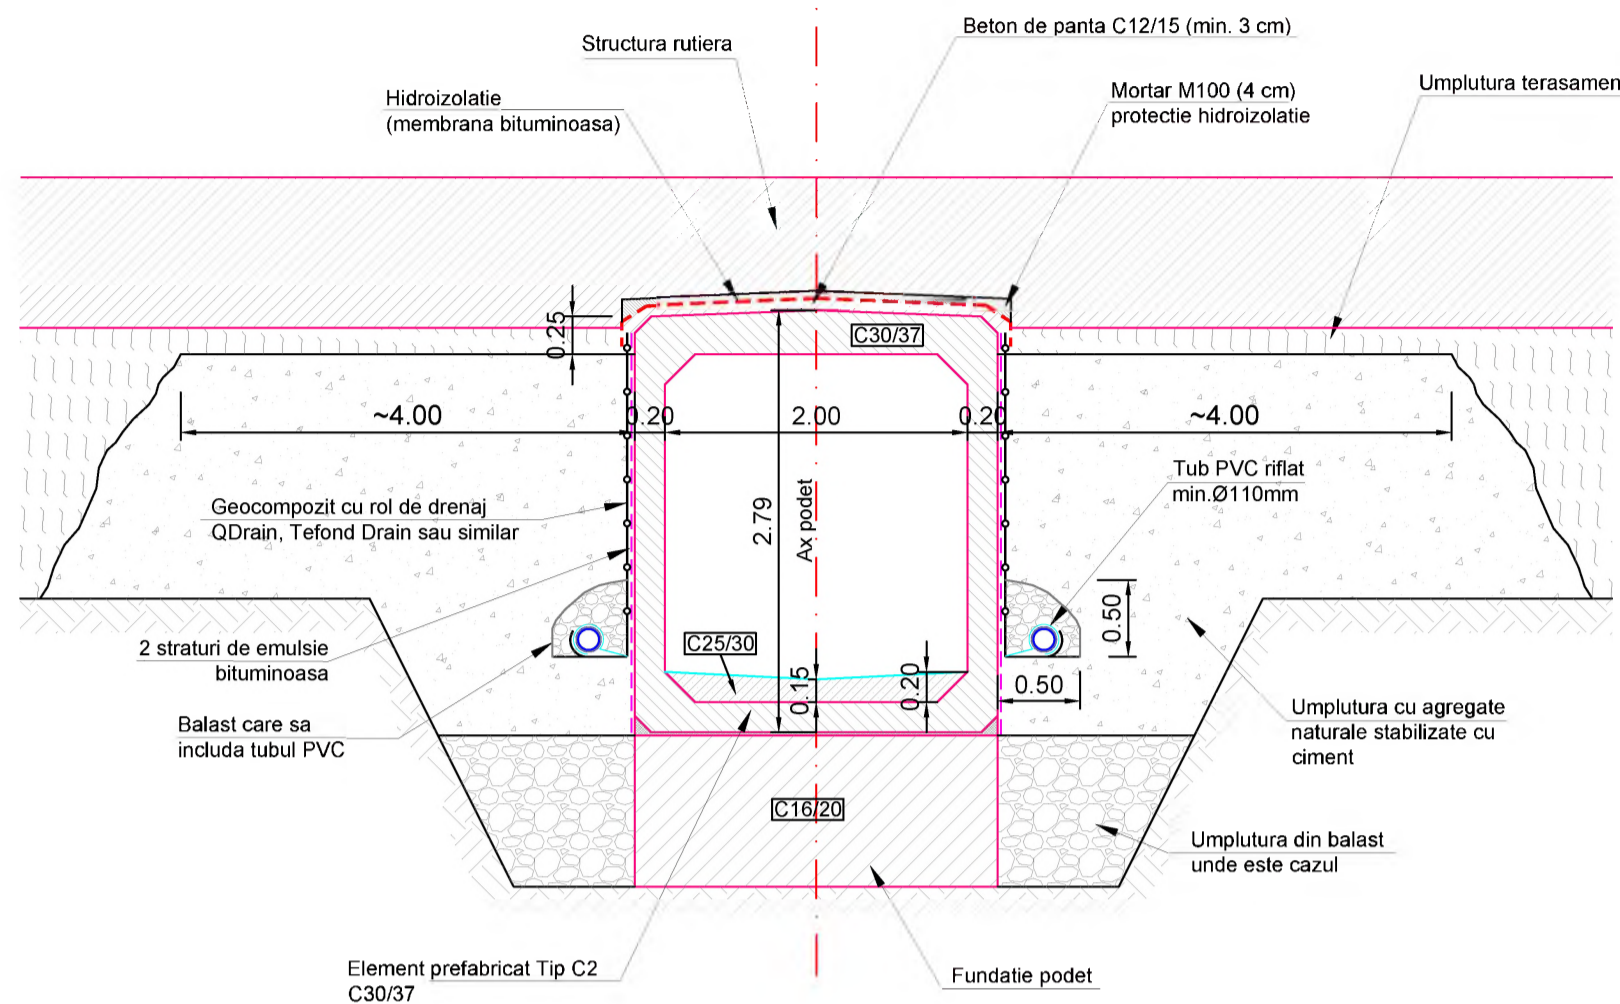 Beton de panta C12/15 (min. 3 cm)
Structura rutiera
Hidroizolatie
(membrana bituminoasa)
Mortar M100 (4 cm)
protectie hidroizolatie
Umplutura terasamen
0.25
C30/37
~4.00
0.20
2.00
0.20
~4.00
Geocompozit cu rol de drenaj
QDrain, Tefond Drain sau similar
2.79
Ax podet
Tub PVC riflat
min.Ø110mm
2 straturi de emulsie
bituminoasa
C25/30
0.15
0.20
0.50
0.50
Balast care sa
includa tubul PVC
Umplutura cu agregate
naturale stabilizate cu
ciment
C16/20
Umplutura din balast
unde este cazul
Element prefabricat Tip C2
C30/37
Fundatie podet